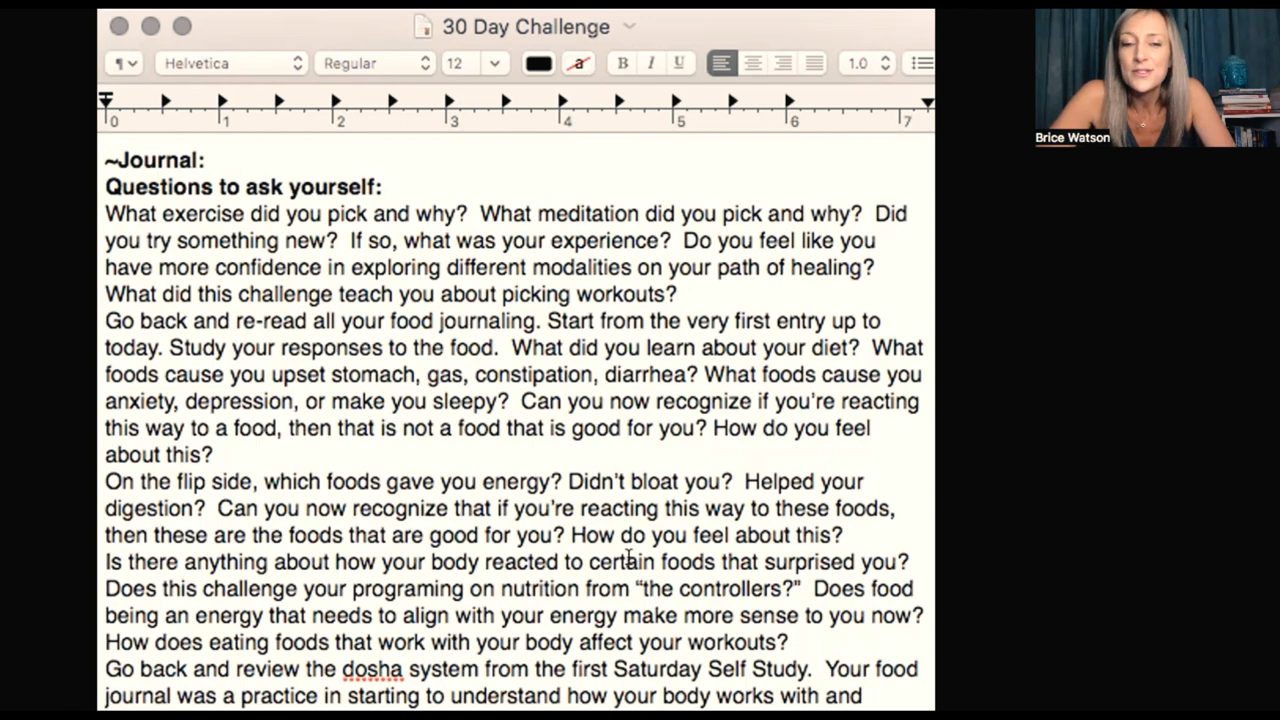 30 Day Challenge
Helvetica Regular 12 a B I U 1.0
0 1 2 3 4 5 6 7
~Journal:
Questions to ask yourself:
What exercise did you pick and why?  What meditation did you pick and why?  Did
you try something new?  If so, what was your experience?  Do you feel like you
have more confidence in exploring different modalities on your path of healing?
What did this challenge teach you about picking workouts?
Go back and re-read all your food journaling. Start from the very first entry up to
today. Study your responses to the food.  What did you learn about your diet?  What
foods cause you upset stomach, gas, constipation, diarrhea? What foods cause you
anxiety, depression, or make you sleepy?  Can you now recognize if you're reacting
this way to a food, then that is not a food that is good for you? How do you feel
about this?
On the flip side, which foods gave you energy? Didn't bloat you?  Helped your
digestion?  Can you now recognize that if you're reacting this way to these foods,
then these are the foods that are good for you? How do you feel about this?
Is there anything about how your body reacted to certain foods that surprised you?
Does this challenge your programing on nutrition from “the controllers?”  Does food
being an energy that needs to align with your energy make more sense to you now?
How does eating foods that work with your body affect your workouts?
Go back and review the dosha system from the first Saturday Self Study.  Your food
journal was a practice in starting to understand how your body works with and
Brice Watson